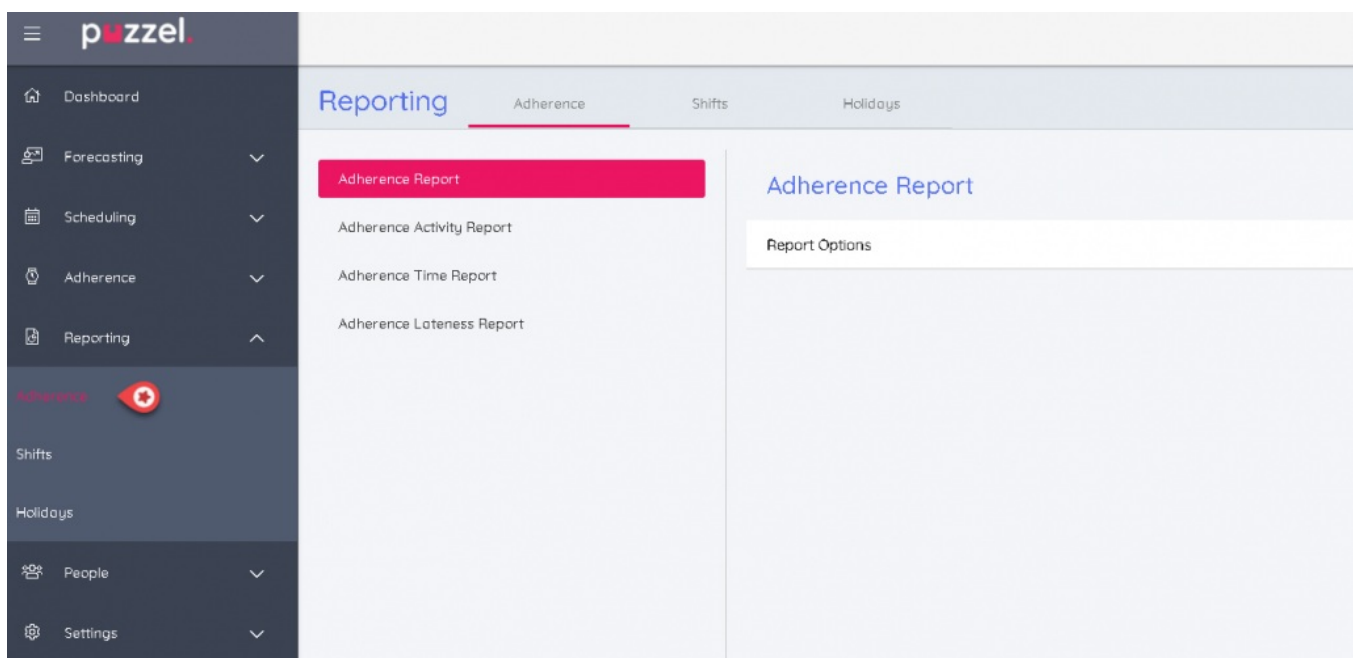 puzzel.
Dashboard
Forecasting
Scheduling
Adherence
Reporting
Adherence
Shifts
Holidays
People
Settings
Reporting
Adherence
Shifts
Holidays
Adherence Report
Adherence Activity Report
Adherence Time Report
Adherence Lateness Report
Adherence Report
Report Options